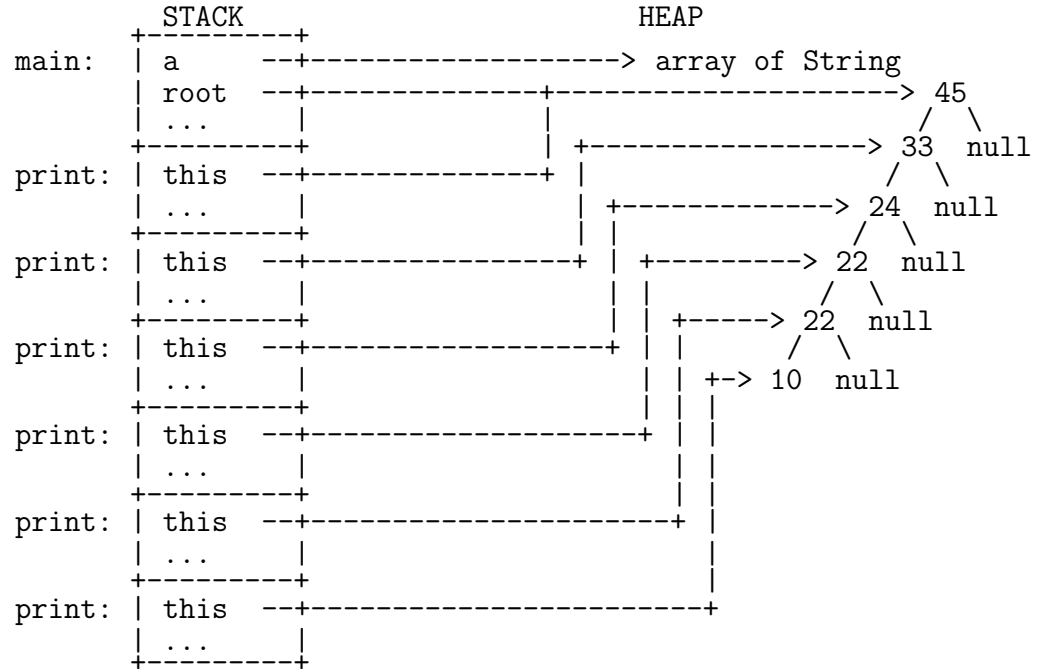 STACK HEAP
main: a array of String
root 45
...
33 null
print: this
... 24 null
print: this 22 null
...
22 null
print: this
... 10 null
print: this
...
print: this
...
print: this
...